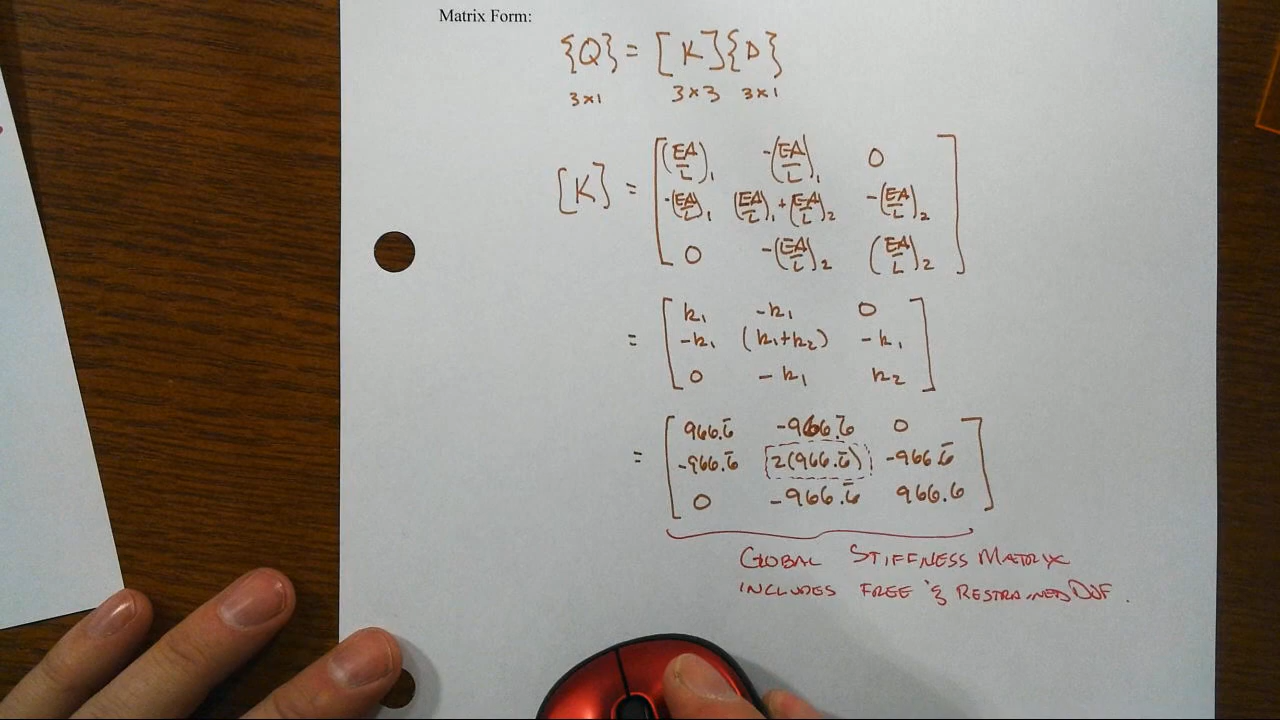 Matrix Form:
{Q} = [K]{D}
3×1 3×3 3×1
[K] = [ (EA/L)₁ -(EA/L)₁ 0
-(EA/L)₁ (EA/L)₁ + (EA/L)₂ -(EA/L)₂
0 -(EA/L)₂ (EA/L)₂ ]
= [ k₁ -k₁ 0
-k₁ (k₁+k₂) -k₁
0 -k₁ k₂ ]
= [ 966.6̅ -966.6̅ 0
-966.6̅ 2(966.6̅) -966.6̅
0 -966.6̅ 966.6 ]
GLOBAL STIFFNESS MATRIX
INCLUDES FREE & RESTRAINED DOF.